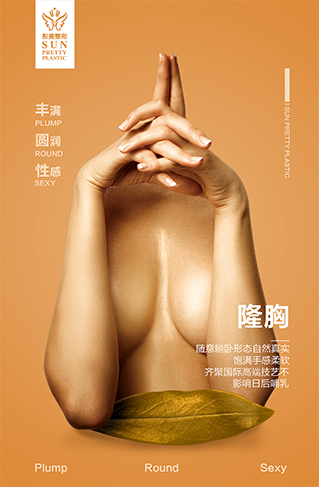 彤美整形
SUN
PRETTY
PLASTIC
丰满
PLUMP
圆润
ROUND
性感
SEXY
SUN PRETTY PLASTIC
隆胸
随意躺卧形态自然真实
饱满手感柔软
齐聚国际高端技艺不
影响日后哺乳
Plump Round Sexy